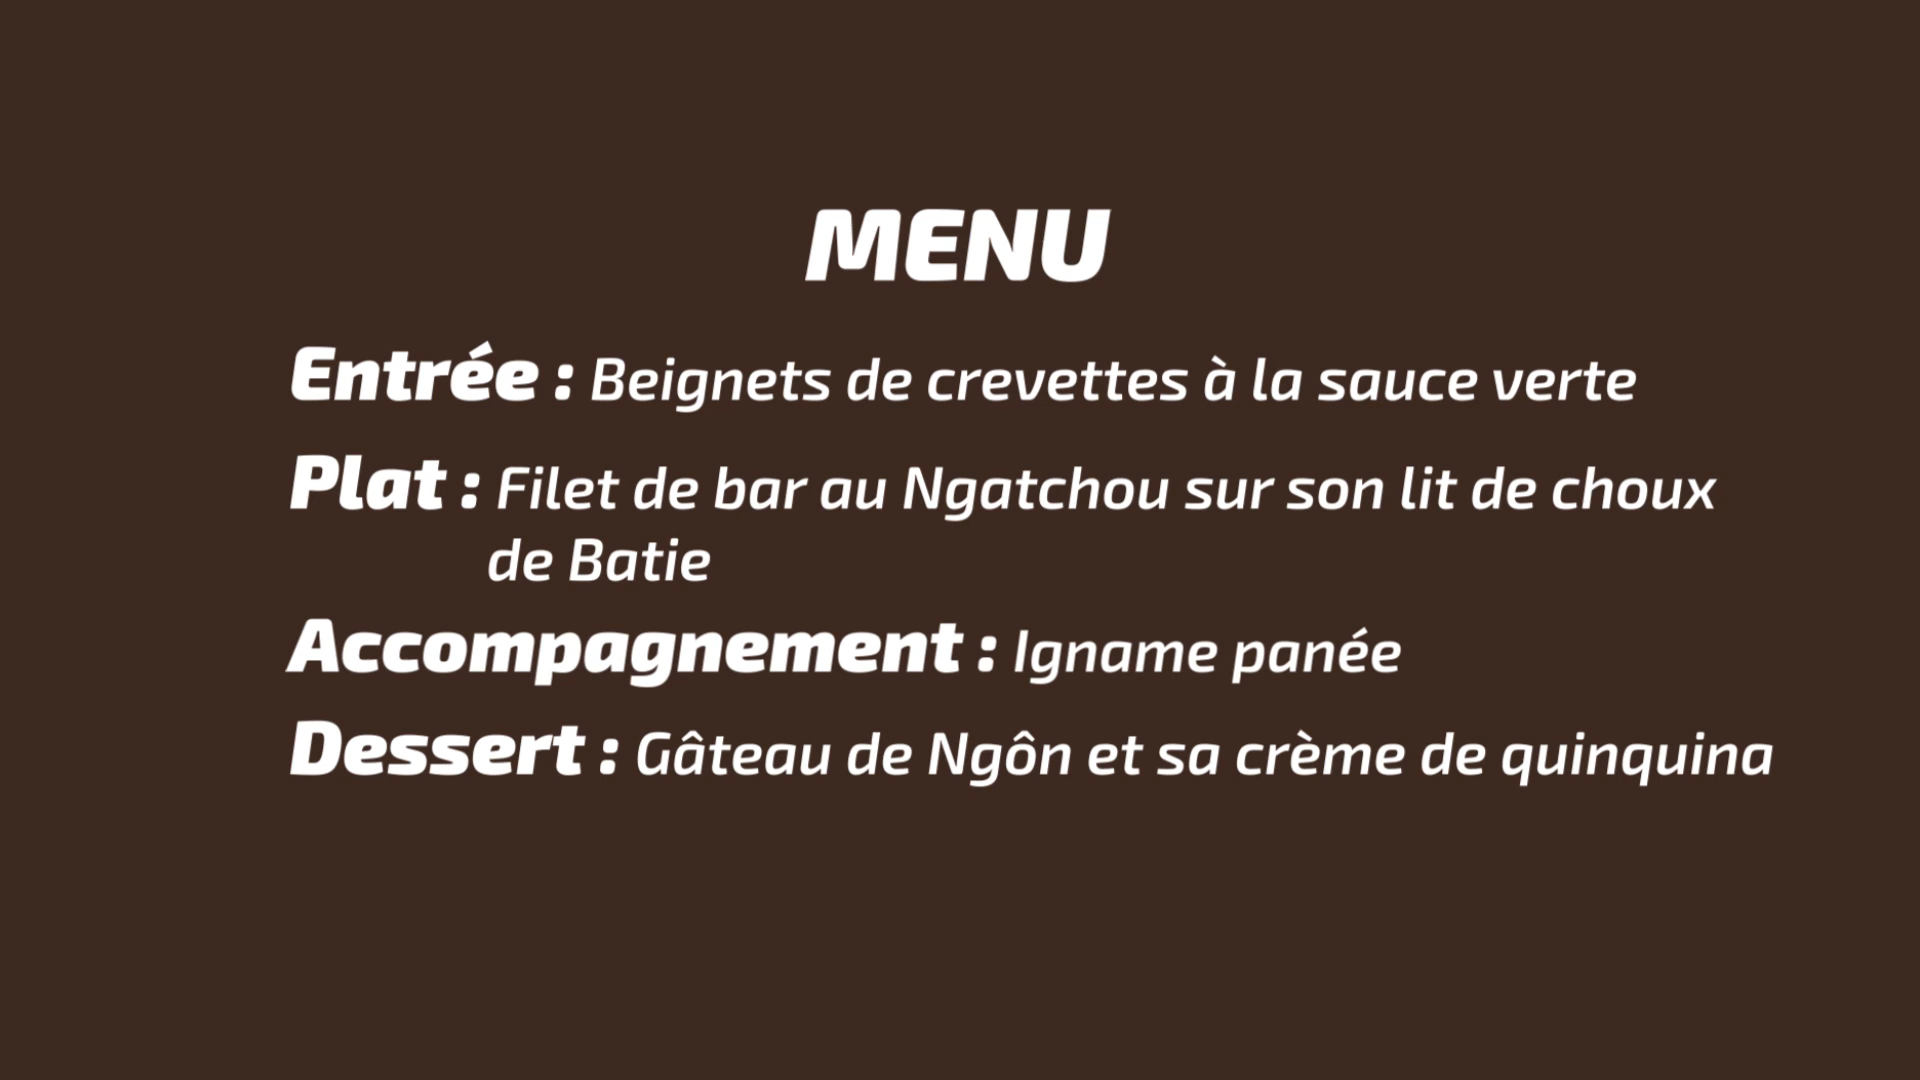 MENU
Entrée : Beignets de crevettes à la sauce verte
Plat : Filet de bar au Ngatchou sur son lit de choux
de Batie
Accompagnement : Igname panée
Dessert : Gâteau de Ngôn et sa crème de quinquina